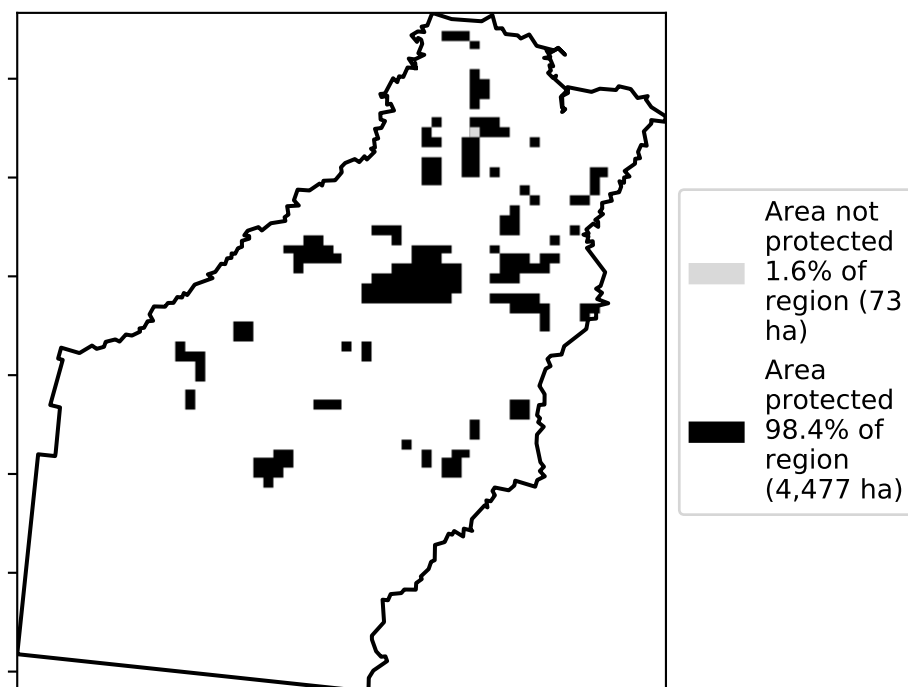 Area not
protected
1.6% of
region (73
ha)
Area
protected
98.4% of
region
(4,477 ha)